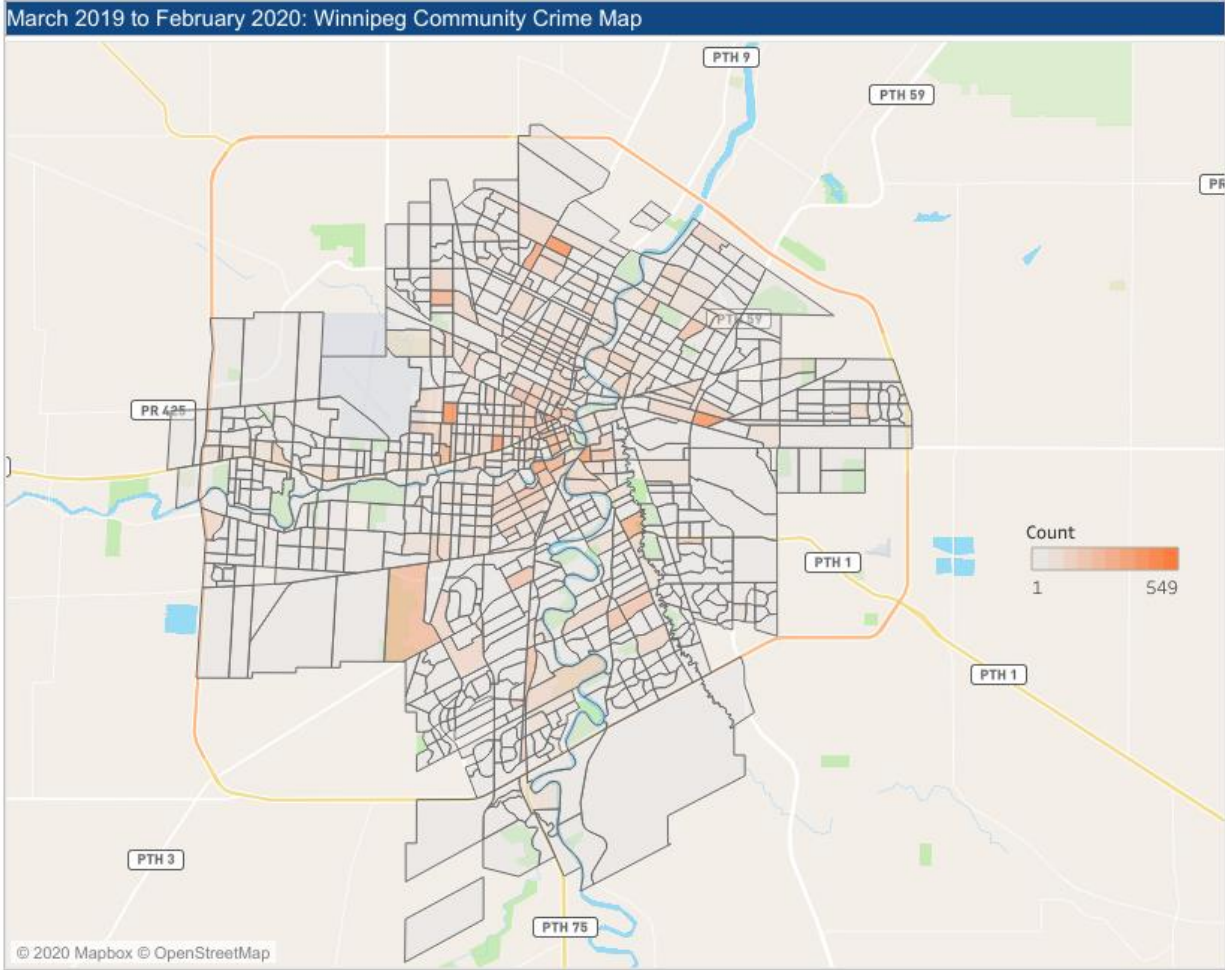 March 2019 to February 2020: Winnipeg Community Crime Map
PTH 9
PTH 59
PR
PTH 59
PR 425
Count
1 549
PTH 1
PTH 1
PTH 3
PTH 75
© 2020 Mapbox © OpenStreetMap